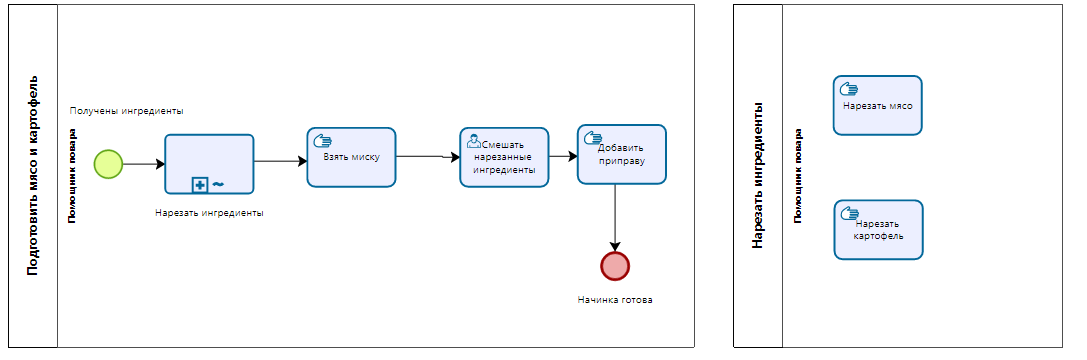 Подготовить мясо и картофель
Помощник повара
Получены ингредиенты
Нарезать ингредиенты
Взять миску
Смешать
нарезанные
ингредиенты
Добавить
приправу
Начинка готова
Нарезать ингредиенты
Помощник повара
Нарезать мясо
Нарезать
картофель